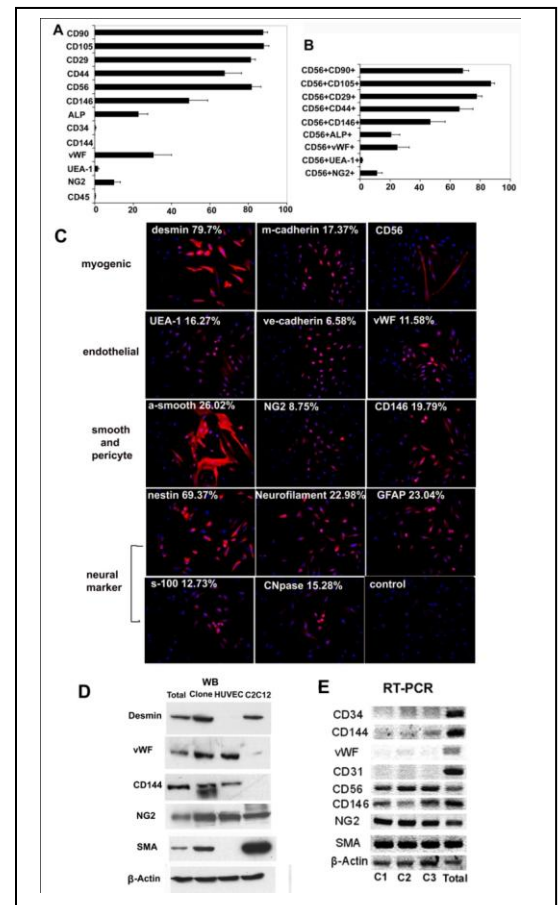 A
CD90
CD105
CD29
CD44
CD56
CD146
ALP
CD34
CD144
vWF
UEA-1
NG2
CD45
0 20 40 60 80 100
B
CD56+CD90+
CD56+CD105+
CD56+CD29+
CD56+CD44+
CD56+CD146+
CD56+ALP+
CD56+vWF+
CD56+UEA-1+
CD56+NG2+
0 20 40 60 80 100
C
desmin 79.7% m-cadherin 17.37% CD56
myogenic
UEA-1 16.27% ve-cadherin 6.58% vWF 11.58%
endothelial
a-smooth 26.02% NG2 8.75% CD146 19.79%
smooth
and
pericyte
nestin 69.37% Neurofilament 22.98% GFAP 23.04%
neural
marker
s-100 12.73% CNpase 15.28% control
D
WB
Total Clone HUVEC C2C12
Desmin
vWF
CD144
NG2
SMA
β-Actin
E
RT-PCR
CD34
CD144
vWF
CD31
CD56
CD146
NG2
SMA
β-Actin
C1 C2 C3 Total